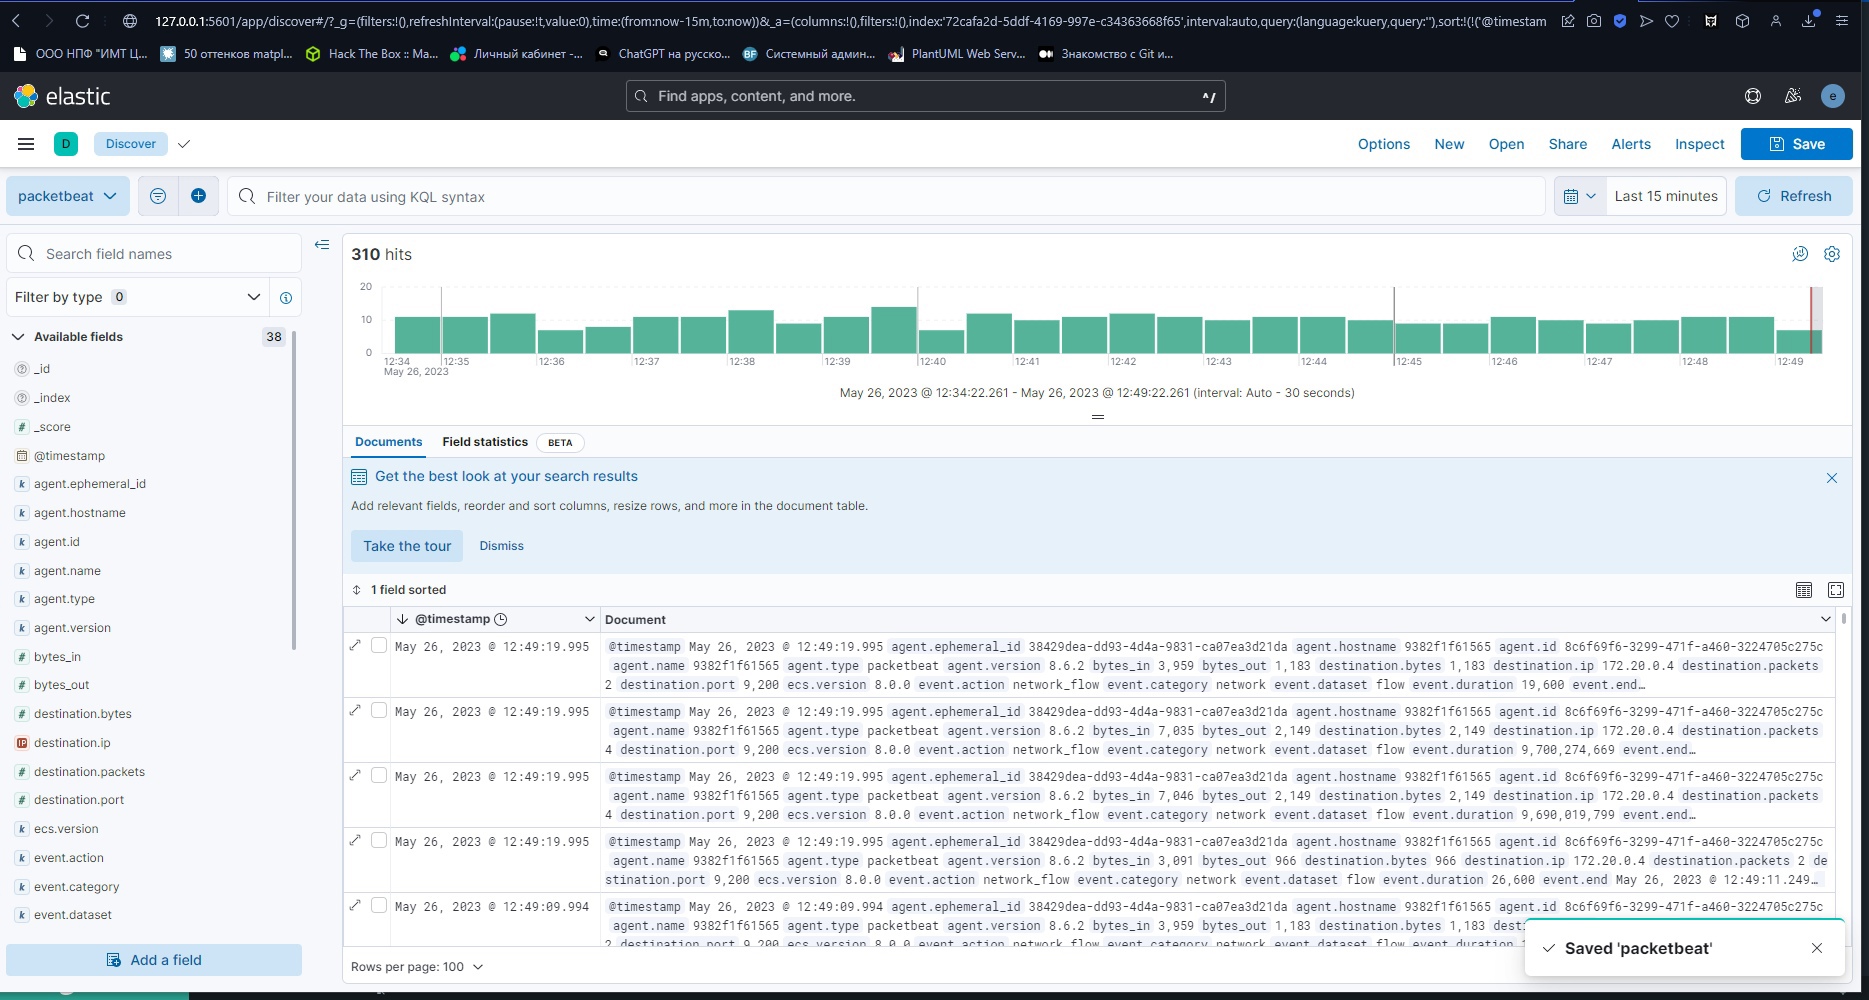 127.0.0.1:5601/app/discover#/?_g=(filters:!(),refreshInterval:(pause:!t,value:0),time:(from:now-15m,to:now))&_a=(columns:!(),filters:!(),index:'72cafa2d-5ddf-4169-997e-c34363668f65',interval:auto,query:(language:kuery,query:''),sort:!(!('@timestam
ООО НПФ "ИМТ Ц... 50 оттенков matpl... Hack The Box :: Ma... Личный кабинет -... ChatGPT на русско... BF Системный админ... PlantUML Web Serv... Знакомство с Git и...
elastic Find apps, content, and more. ^/ e
D Discover Options New Open Share Alerts Inspect Save
packetbeat Filter your data using KQL syntax Last 15 minutes Refresh
Search field names
Filter by type 0
Available fields 38
_id
_index
_score
@timestamp
agent.ephemeral_id
agent.hostname
agent.id
agent.name
agent.type
agent.version
bytes_in
bytes_out
destination.bytes
destination.ip
destination.packets
destination.port
ecs.version
event.action
event.category
event.dataset
Add a field
310 hits
20
10
0
12:34 12:35 12:36 12:37 12:38 12:39 12:40 12:41 12:42 12:43 12:44 12:45 12:46 12:47 12:48 12:49
May 26, 2023
May 26, 2023 @ 12:34:22.261 - May 26, 2023 @ 12:49:22.261 (interval: Auto - 30 seconds)
Documents Field statistics BETA
Get the best look at your search results
Add relevant fields, reorder and sort columns, resize rows, and more in the document table.
Take the tour Dismiss
1 field sorted
@timestamp Document
May 26, 2023 @ 12:49:19.995 @timestamp May 26, 2023 @ 12:49:19.995 agent.ephemeral_id 38429dea-dd93-4d4a-9831-ca07ea3d21da agent.hostname 9382f1f61565 agent.id 8c6f69f6-3299-471f-a460-3224705c275c
agent.name 9382f1f61565 agent.type packetbeat agent.version 8.6.2 bytes_in 3,959 bytes_out 1,183 destination.bytes 1,183 destination.ip 172.20.0.4 destination.packets
2 destination.port 9,200 ecs.version 8.0.0 event.action network_flow event.category network event.dataset flow event.duration 19,600 event.end…
May 26, 2023 @ 12:49:19.995 @timestamp May 26, 2023 @ 12:49:19.995 agent.ephemeral_id 38429dea-dd93-4d4a-9831-ca07ea3d21da agent.hostname 9382f1f61565 agent.id 8c6f69f6-3299-471f-a460-3224705c275c
agent.name 9382f1f61565 agent.type packetbeat agent.version 8.6.2 bytes_in 7,035 bytes_out 2,149 destination.bytes 2,149 destination.ip 172.20.0.4 destination.packets
4 destination.port 9,200 ecs.version 8.0.0 event.action network_flow event.category network event.dataset flow event.duration 9,700,274,669 event.end…
May 26, 2023 @ 12:49:19.995 @timestamp May 26, 2023 @ 12:49:19.995 agent.ephemeral_id 38429dea-dd93-4d4a-9831-ca07ea3d21da agent.hostname 9382f1f61565 agent.id 8c6f69f6-3299-471f-a460-3224705c275c
agent.name 9382f1f61565 agent.type packetbeat agent.version 8.6.2 bytes_in 7,046 bytes_out 2,149 destination.bytes 2,149 destination.ip 172.20.0.4 destination.packets
4 destination.port 9,200 ecs.version 8.0.0 event.action network_flow event.category network event.dataset flow event.duration 9,690,019,799 event.end…
May 26, 2023 @ 12:49:19.995 @timestamp May 26, 2023 @ 12:49:19.995 agent.ephemeral_id 38429dea-dd93-4d4a-9831-ca07ea3d21da agent.hostname 9382f1f61565 agent.id 8c6f69f6-3299-471f-a460-3224705c275c
agent.name 9382f1f61565 agent.type packetbeat agent.version 8.6.2 bytes_in 3,091 bytes_out 966 destination.bytes 966 destination.ip 172.20.0.4 destination.packets 2 de
stination.port 9,200 ecs.version 8.0.0 event.action network_flow event.category network event.dataset flow event.duration 26,600 event.end May 26, 2023 @ 12:49:11.249…
May 26, 2023 @ 12:49:09.994 @timestamp May 26, 2023 @ 12:49:09.994 agent.ephemeral_id 38429dea-dd93-4d4a-9831-ca07ea3d21da agent.hostname 9382f1f61565 agent.id 8c6f69f6-3299-471f-a460-3224705c275c
agent.name 9382f1f61565 agent.type packetbeat agent.version 8.6.2 bytes_in 3,959 bytes_out 1,183 destination.bytes 1,183 dest
2 destination.port 9,200 ecs.version 8.0.0 event.action network_flow event.category network event.dataset flow event.duration
Saved 'packetbeat'
Rows per page: 100